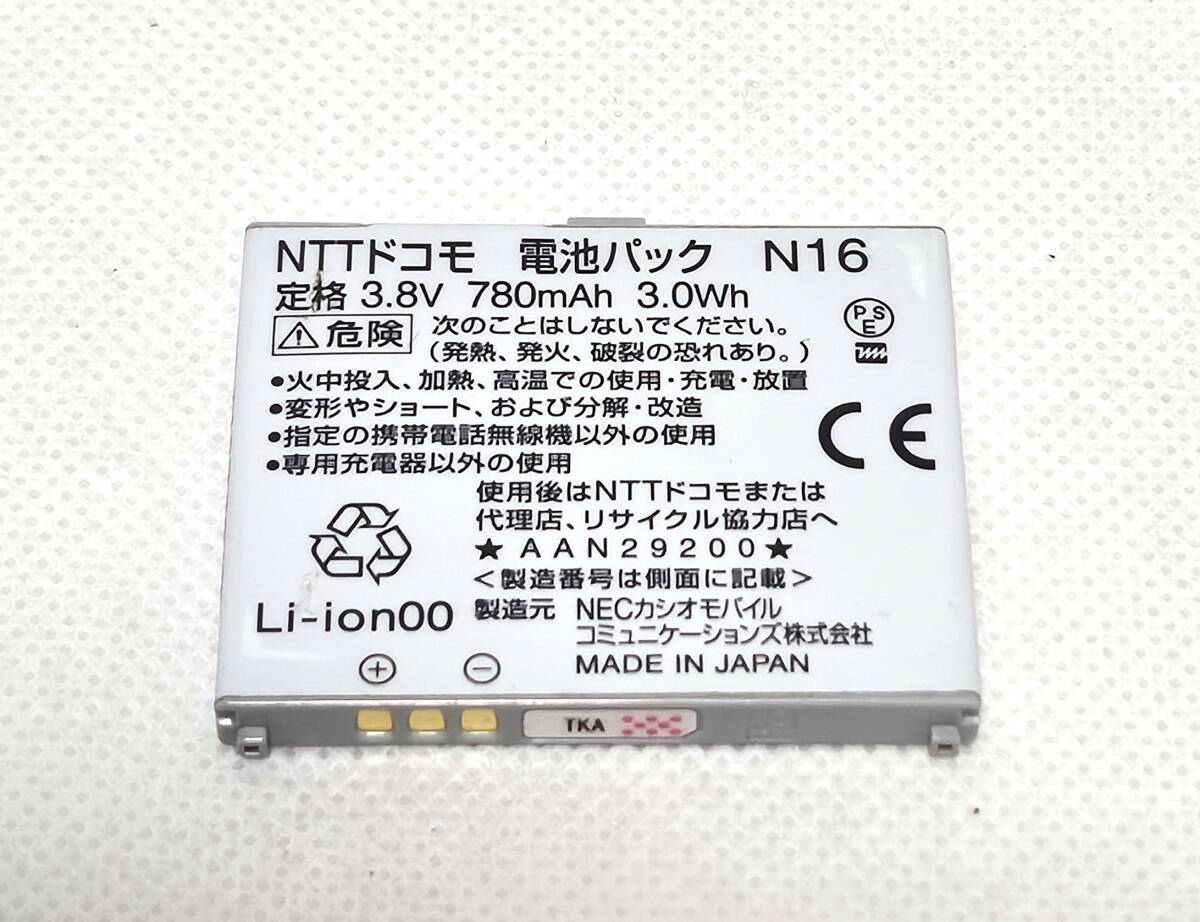 NTTドコモ 電池パック N16
定格 3.8V 780mAh 3.0Wh
危険 次のことはしないでください。
(発熱、発火、破裂の恐れあり。)
PSE
•火中投入、加熱、高温での使用・充電・放置
•変形やショート、および分解・改造
•指定の携帯電話無線機以外の使用
•専用充電器以外の使用
CE
使用後はNTTドコモまたは
代理店、リサイクル協力店へ
★AAN29200★
<製造番号は側面に記載>
Li-ion00
製造元 NECカシオモバイル
コミュニケーションズ株式会社
MADE IN JAPAN
+ −
TKA